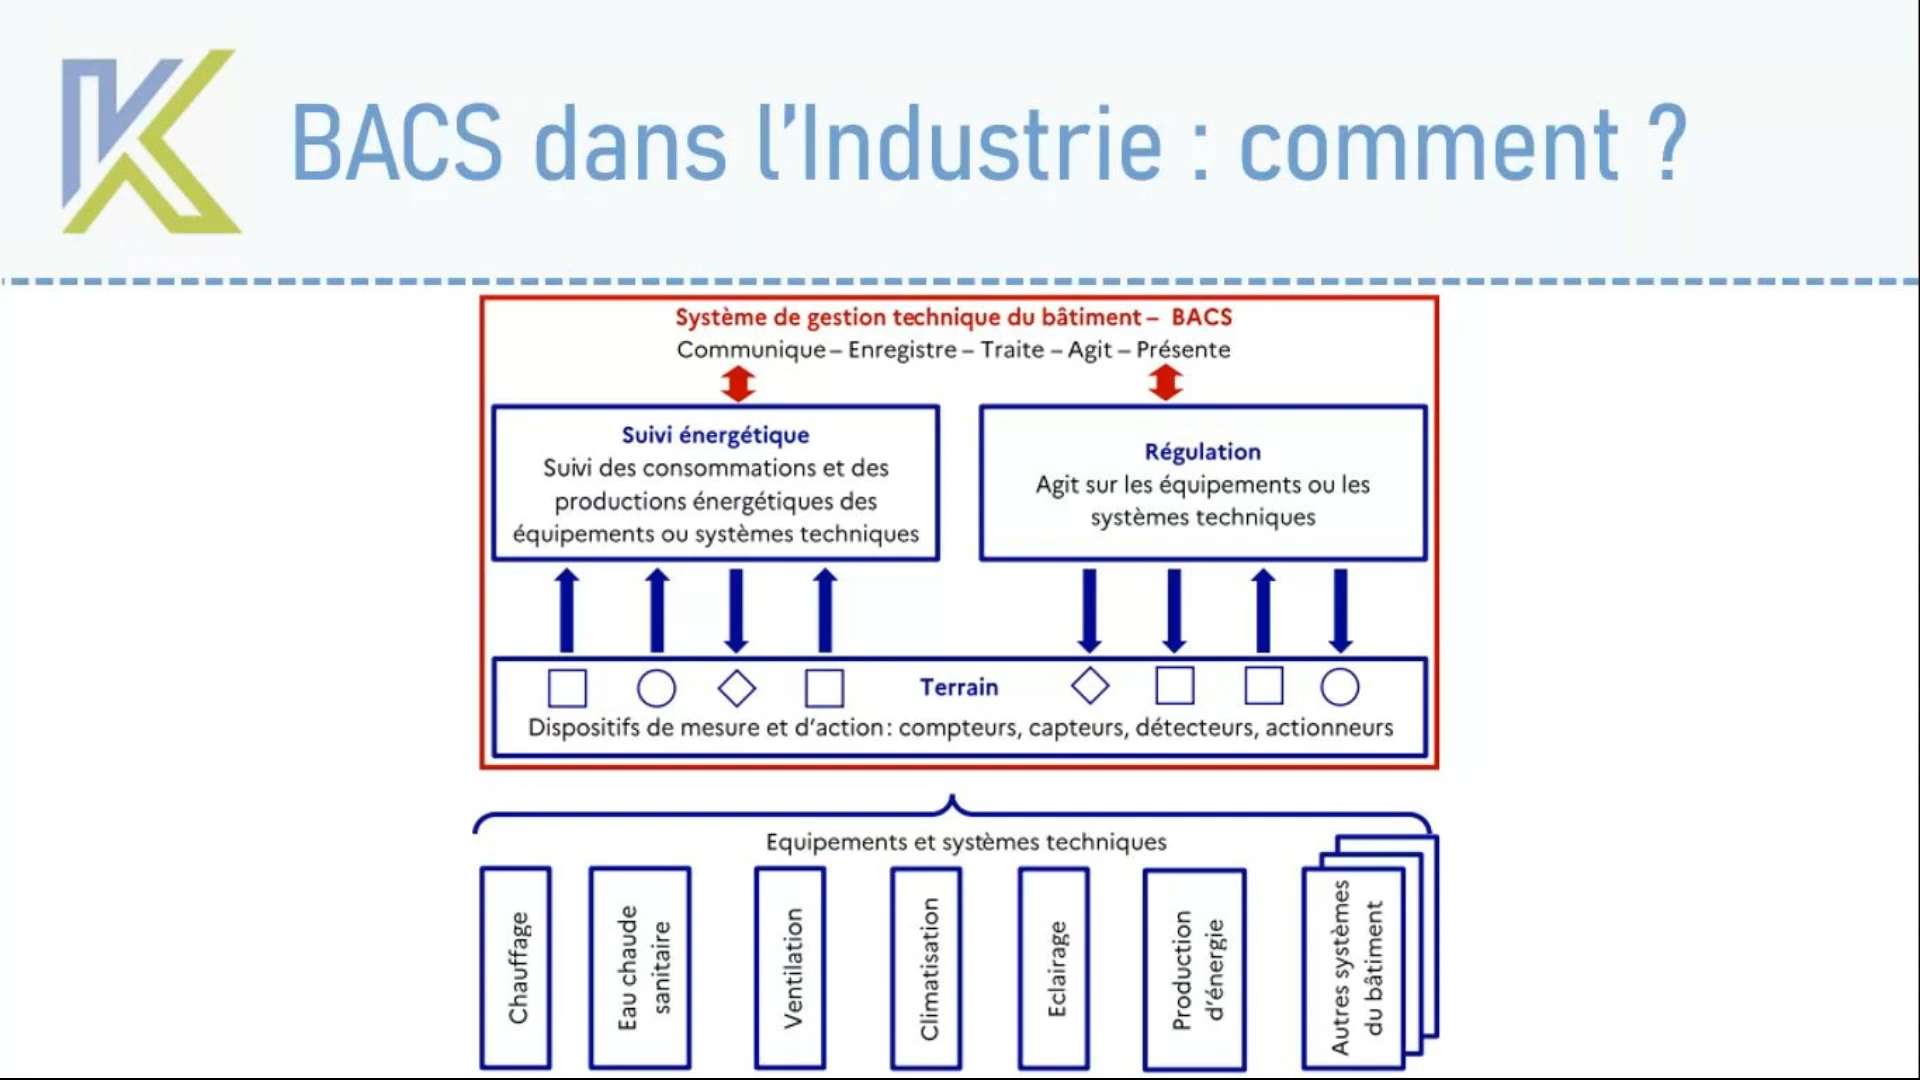 BACS dans l'Industrie : comment ?
Système de gestion technique du bâtiment – BACS
Communique – Enregistre – Traite – Agit – Présente
Suivi énergétique
Suivi des consommations et des
productions énergétiques des
équipements ou systèmes techniques
Régulation
Agit sur les équipements ou les
systèmes techniques
Terrain
Dispositifs de mesure et d'action : compteurs, capteurs, détecteurs, actionneurs
Equipements et systèmes techniques
Chauffage
Eau chaude
sanitaire
Ventilation
Climatisation
Eclairage
Production
d'énergie
Autres systèmes
du bâtiment